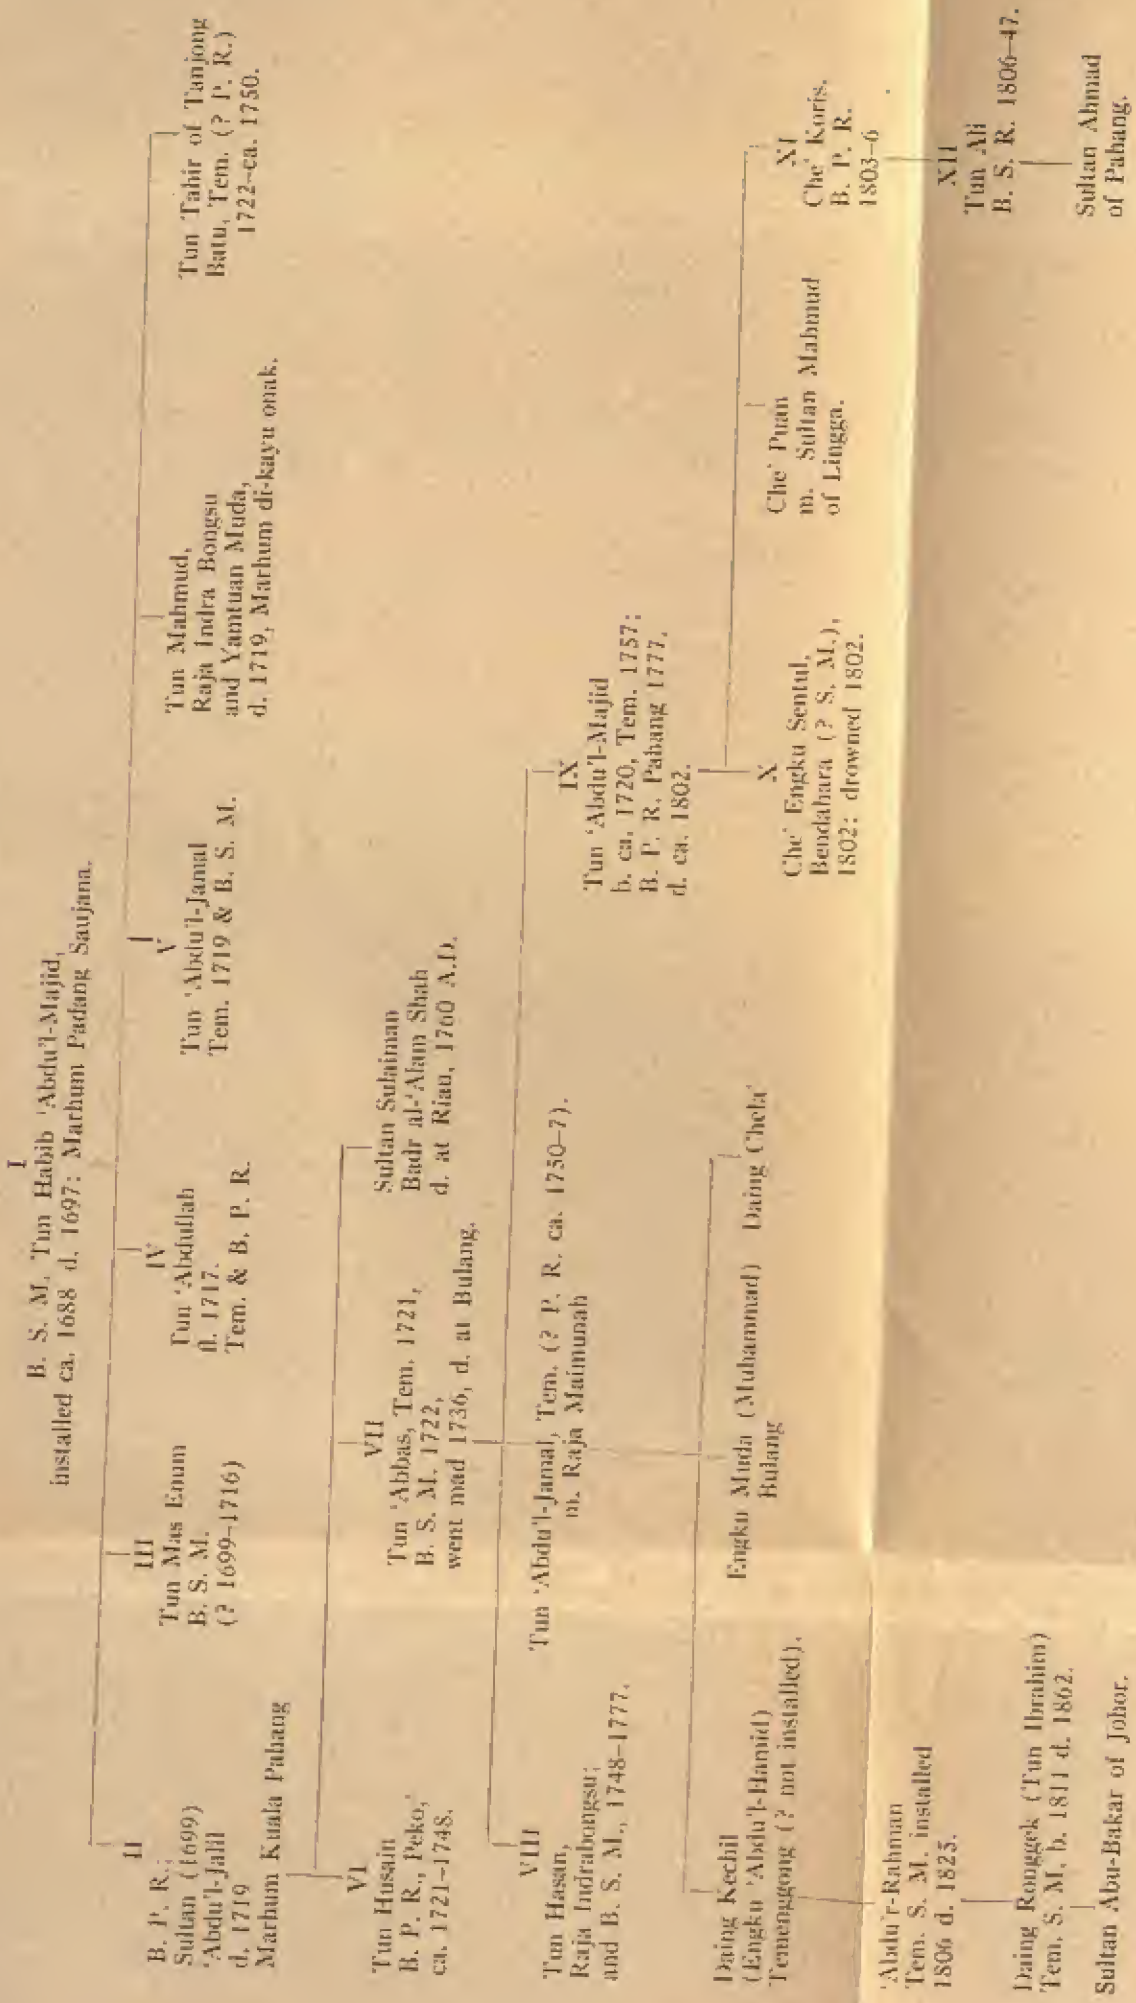 I
B. S. M. Tun Habib ‘Abdu'l-Majid,
installed ca. 1688 d. 1697: Marhum Padang Saujana.
II
B. P. R.;
Sultan (1699)
‘Abdu'l-Jalil
d. 1719
Marhum Kuala Pahang
III
Tun Mas Enum
B. S. M.
(? 1699–1716)
IV
Tun ‘Abdullah
fl. 1717.
Tem. & B. P. R.
V
Tun ‘Abdu'l-Jamal
Tem. 1719 & B. S. M.
Tun Mahmud,
Raja Indra Bongsu
and Yamtuan Muda,
d. 1719, Marhum di-kayu onak.
Tun Tahir of Tanjong
Batu, Tem. (? P. R.)
1722–ca. 1750.
VI
Tun Husain
B. P. R., Peko,
ca. 1721–1748.
VII
Tun ‘Abbas, Tem. 1721,
B. S. M. 1722,
went mad 1736, d. at Bulang.
Sultan Sulaiman
Badr al-‘Alam Shah
d. at Riau, 1760 A.D.
VIII
Tun Hasan,
Raja Indrabongsu;
and B. S. M., 1748–1777.
Tun ‘Abdu'l-Jamal, Tem. (? P. R. ca. 1750–7).
m. Raja Maimunah
IX
Tun ‘Abdu'l-Majid
b. ca. 1720, Tem. 1757:
B. P. R. Pahang 1777.
d. ca. 1802.
Daing Kechil
(Engku ‘Abdu'l-Hamid)
Temenggong (? not installed).
Engku Muda (Muhammad)
Bulang
Daing Chela'
X
Che' Engku Sentul,
Bendahara (? S. M.),
1802: drowned 1802.
Che' Puan
m. Sultan Mahmud
of Lingga.
XI
Che' Koris.
B. P. R.
1803–6
‘Abdu'r-Rahman
Tem. S. M. installed
1806 d. 1825.
XII
Tun Ali
B. S. R. 1806–47.
Daing Ronggek (Tun Ibrahim)
Tem. S. M. b. 1811 d. 1862.
Sultan Ahmad
of Pahang.
Sultan Abu-Bakar of Johor.